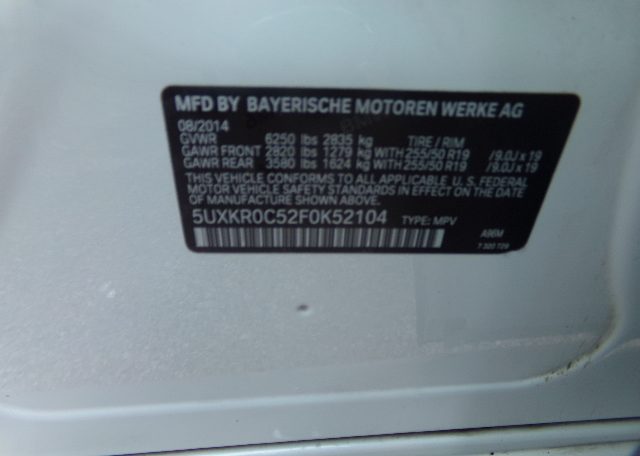 MFD BY BAYERISCHE MOTOREN WERKE AG
08/2014
GVWR 6250 lbs 2835 kg TIRE / RIM
GAWR FRONT 2820 lbs 1279 kg WITH 255/50 R19 / 9.0J x 19
GAWR REAR 3580 lbs 1624 kg WITH 255/50 R19 / 9.0J x 19
THIS VEHICLE CONFORMS TO ALL APPLICABLE U.S. FEDERAL
MOTOR VEHICLE SAFETY STANDARDS IN EFFECT ON THE DATE
OF MANUFACTURE SHOWN ABOVE.
5UXKR0C52F0K52104 TYPE: MPV
A96M